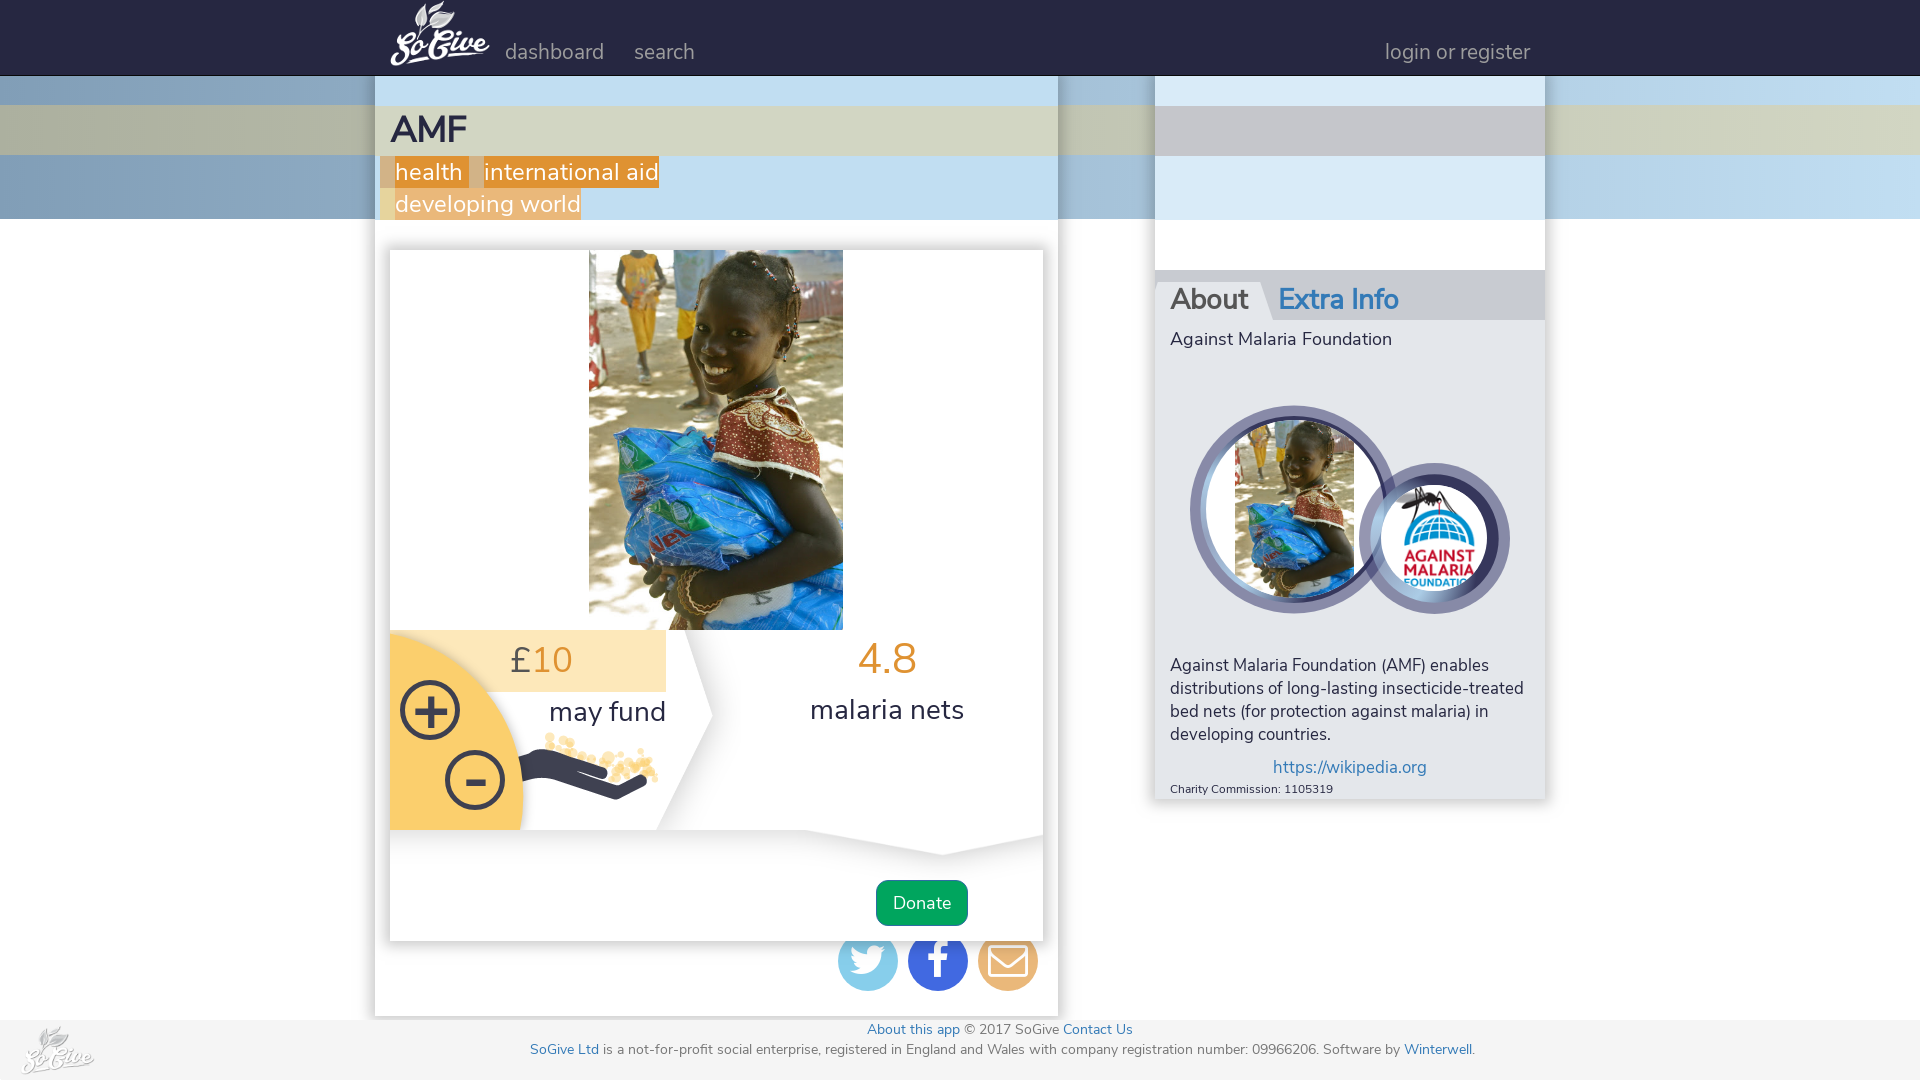 SoGive
dashboard
search
login or register
AMF
health
international aid
developing world
About
Extra Info
Against Malaria Foundation
AGAINST
MALARIA
FOUNDATION
£10
may fund
4.8
malaria nets
+
-
Against Malaria Foundation (AMF) enables
distributions of long-lasting insecticide-treated
bed nets (for protection against malaria) in
developing countries.
https://wikipedia.org
Charity Commission: 1105319
Donate
About this app © 2017 SoGive Contact Us
SoGive Ltd is a not-for-profit social enterprise, registered in England and Wales with company registration number: 09966206. Software by Winterwell.
SoGive